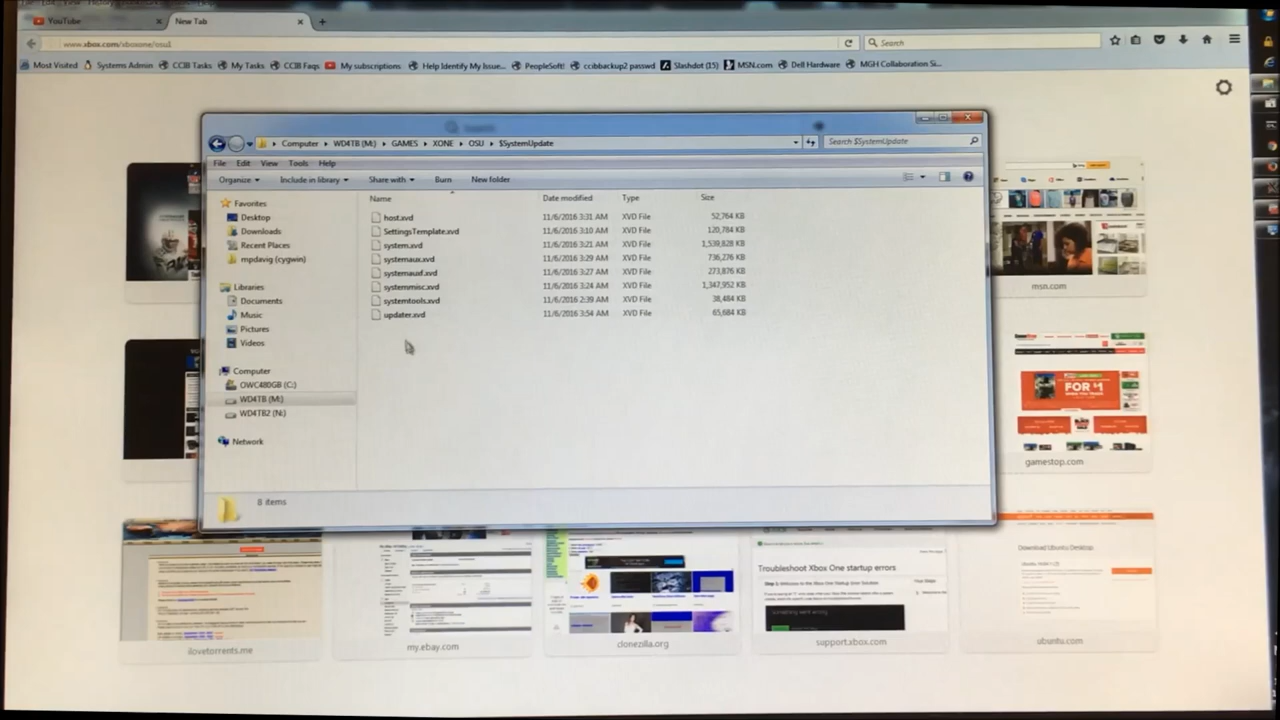 YouTube
New Tab
www.xbox.com/xboxone/osu1
Search
Most Visited Systems Admin CCIB Tasks My Tasks CCIB Faqs My subscriptions Help Identify My Issue... PeopleSoft! ccibbackup2 passwd Slashdot (15) MSN.com Dell Hardware MGH Collaboration Si...
Computer WD4TB (M:) GAMES XONE OSU $SystemUpdate
Search $SystemUpdate
File Edit View Tools Help
Organize Include in library Share with Burn New folder
Name Date modified Type Size
host.xvd 11/6/2016 3:31 AM XVD File 52,764 KB
SettingsTemplate.xvd 11/6/2016 3:10 AM XVD File 120,784 KB
system.xvd 11/6/2016 3:21 AM XVD File 1,539,828 KB
systemaux.xvd 11/6/2016 3:29 AM XVD File 736,276 KB
systemauxf.xvd 11/6/2016 3:27 AM XVD File 273,876 KB
systemmisc.xvd 11/6/2016 3:24 AM XVD File 1,347,952 KB
systemtools.xvd 11/6/2016 2:39 AM XVD File 38,484 KB
updater.xvd 11/6/2016 3:54 AM XVD File 65,684 KB
Favorites
Desktop
Downloads
Recent Places
mpdavig (cygwin)
Libraries
Documents
Music
Pictures
Videos
Computer
OWC480GB (C:)
WD4TB (M:)
WD4TB2 (N:)
Network
8 items
msn.com
FOR $1
gamestop.com
ilovetorrents.me
my.ebay.com
clonezilla.org
Troubleshoot Xbox One startup errors
something went wrong
support.xbox.com
Download Ubuntu Desktop
ubuntu.com